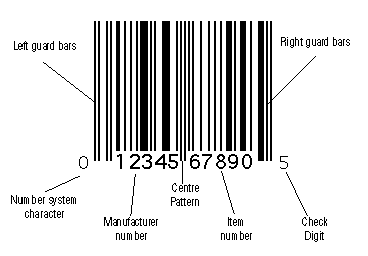 Left guard bars
Right guard bars
0 12345 67890 5
Number system
character
Manufacturer
number
Centre
Pattern
Item
number
Check
Digit